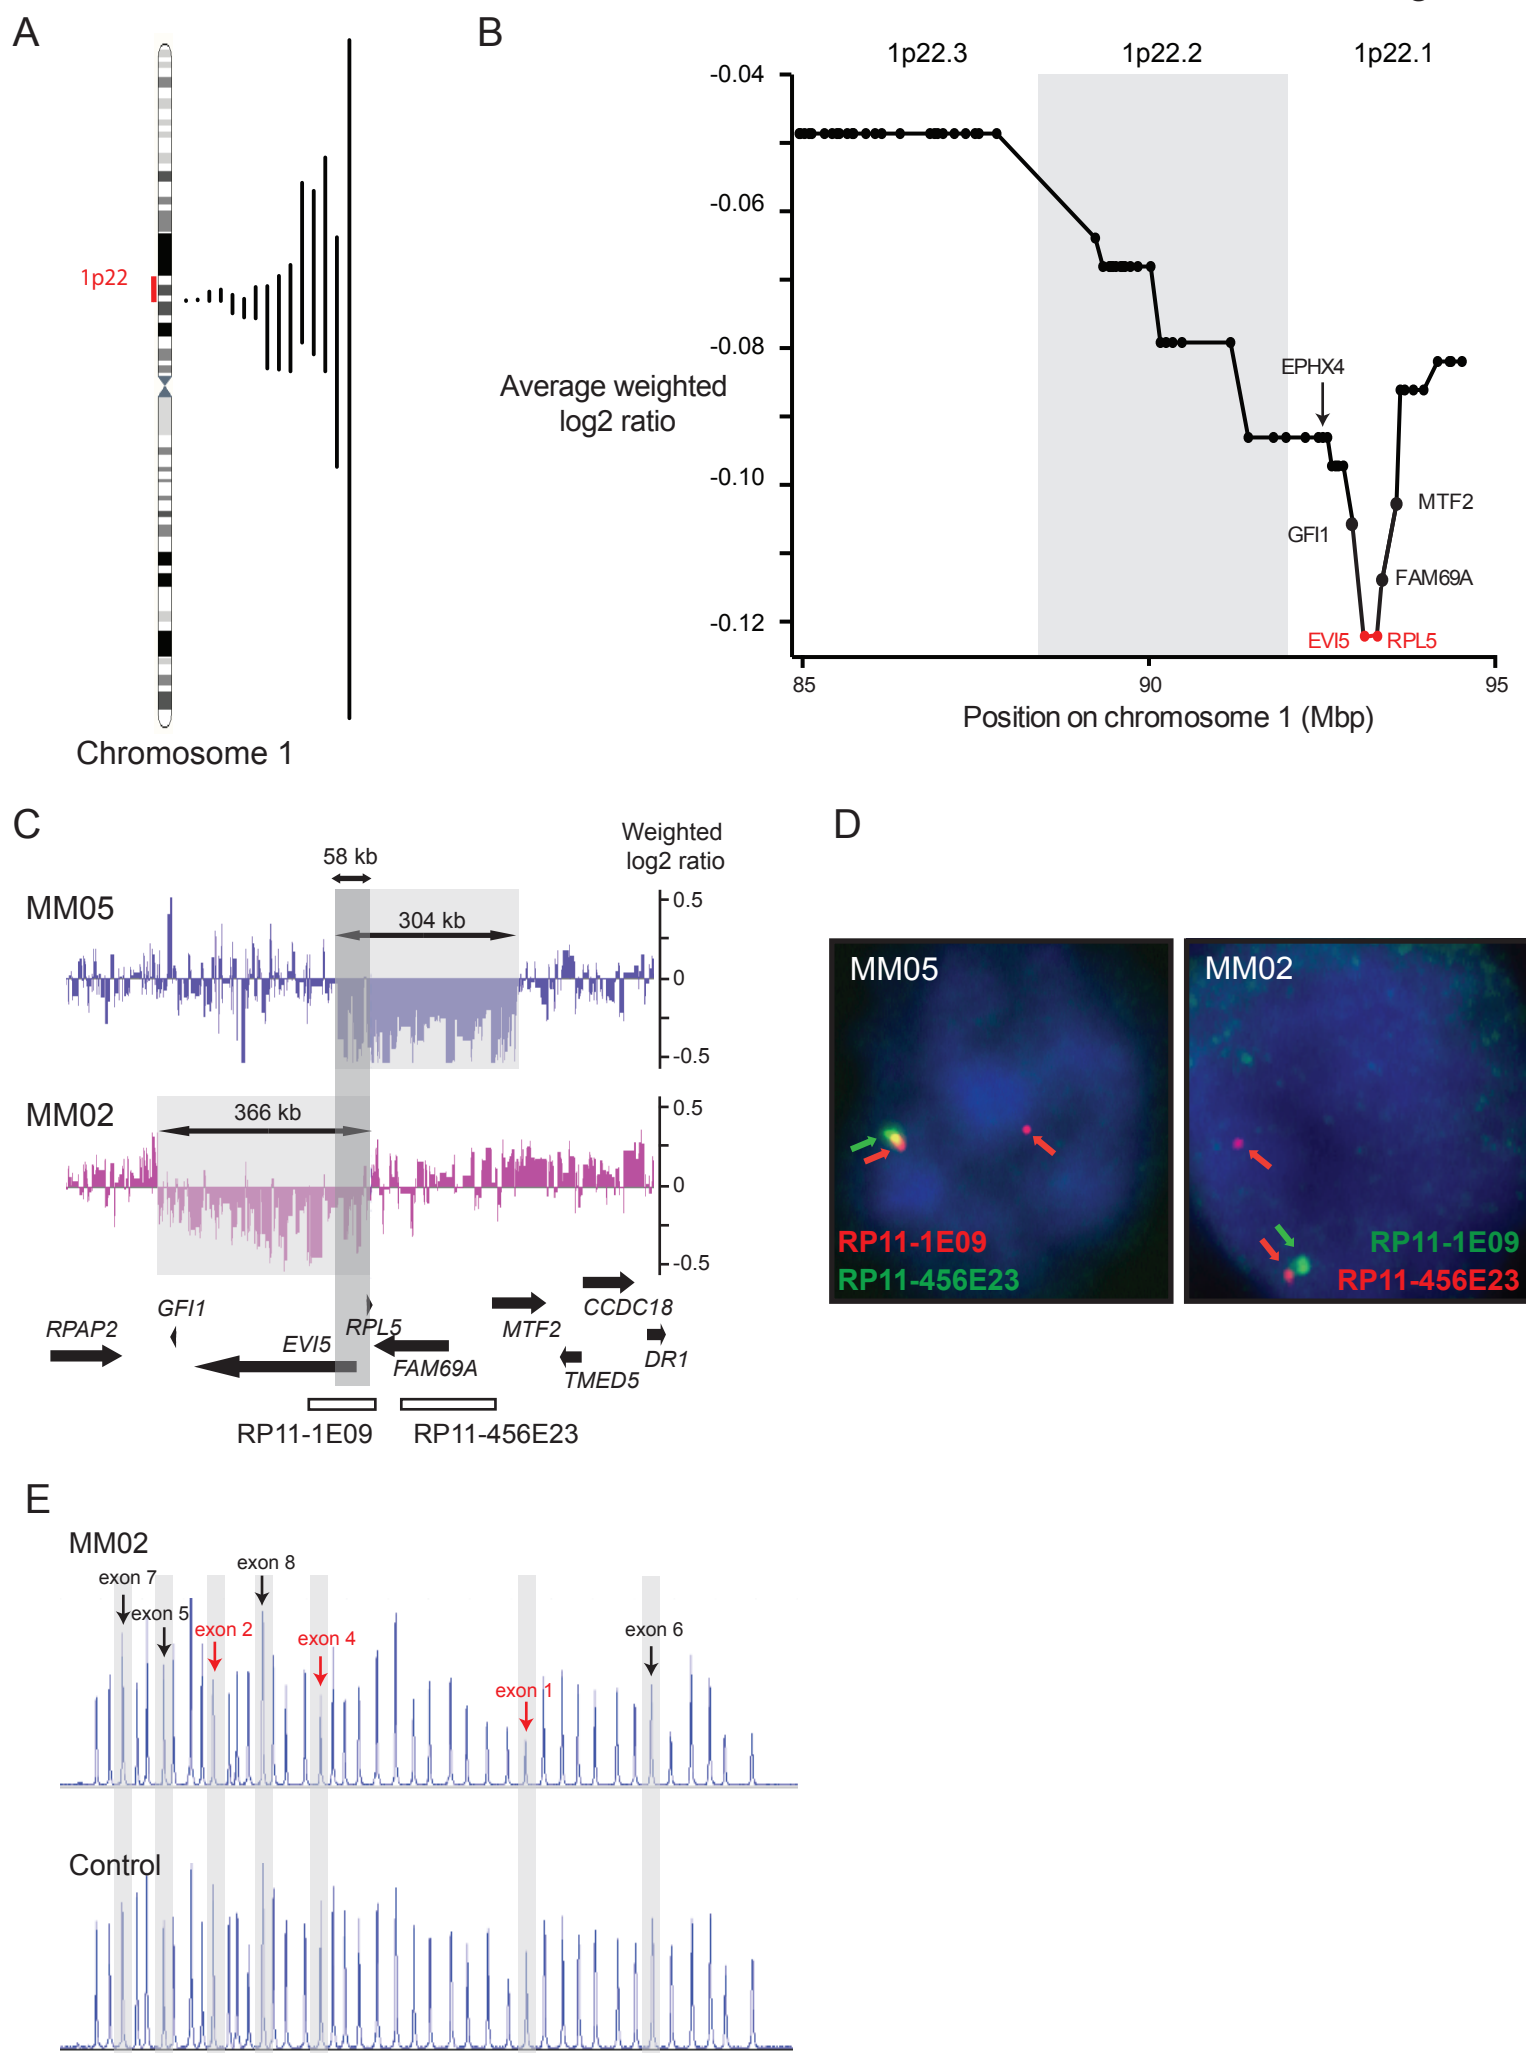 A
1p22
Chromosome 1
B
g
1p22.3
1p22.2
1p22.1
-0.04
-0.06
-0.08
-0.10
-0.12
Average weighted
log2 ratio
EPHX4
GFI1
MTF2
FAM69A
EVI5
RPL5
85
90
95
Position on chromosome 1 (Mbp)
C
Weighted
log2 ratio
58 kb
MM05
304 kb
0.5
0
-0.5
MM02
366 kb
0.5
0
-0.5
RPAP2
GFI1
EVI5
RPL5
FAM69A
MTF2
CCDC18
TMED5
DR1
RP11-1E09
RP11-456E23
D
MM05
RP11-1E09
RP11-456E23
MM02
RP11-1E09
RP11-456E23
E
MM02
exon 7
exon 5
exon 2
exon 8
exon 4
exon 1
exon 6
Control